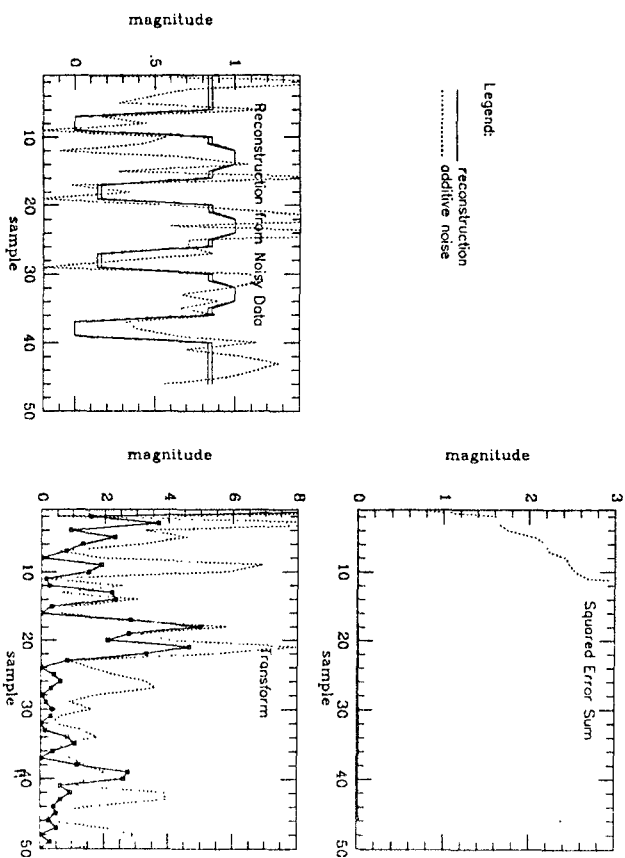 Legend:
reconstruction
additive noise
magnitude
0 .5 1
Reconstruction from Noisy Data
10 20 30 40 50
sample
magnitude
0 1 2 3
Squared Error Sum
10 20 30 40 50
sample
magnitude
0 2 4 6 8
Transform
10 20 30 40 50
sample